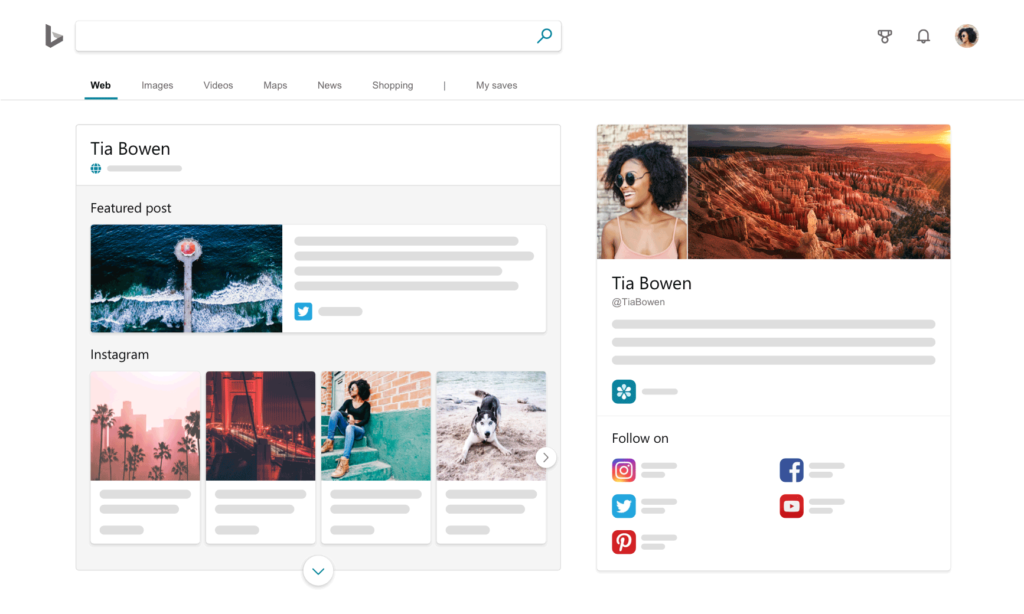 Web
Images
Videos
Maps
News
Shopping
|
My saves
Tia Bowen
Featured post
Instagram
Tia Bowen
@TiaBowen
Follow on